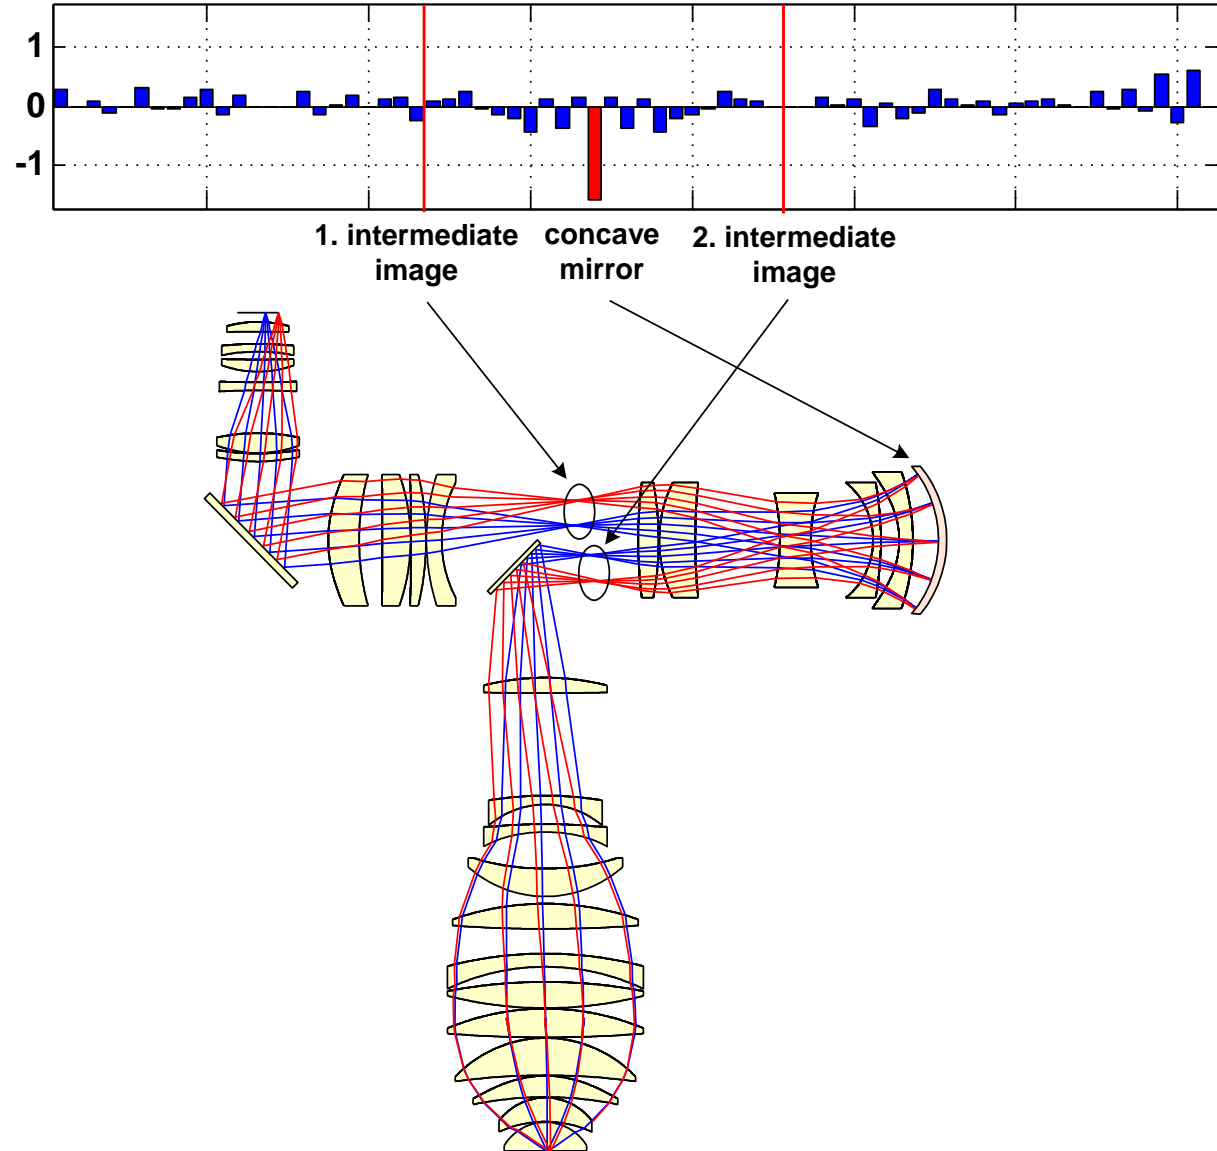 1
0
-1
1. intermediate
image
concave
mirror
2. intermediate
image